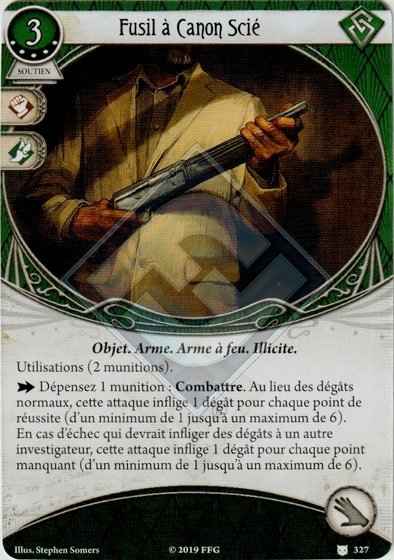 3
Fusil à Canon Scié
SOUTIEN
Objet. Arme. Arme à feu. Illicite.
Utilisations (2 munitions).
Dépensez 1 munition : Combattre. Au lieu des dégâts
normaux, cette attaque inflige 1 dégât pour chaque point de
réussite (d'un minimum de 1 jusqu'à un maximum de 6).
En cas d'échec qui devrait infliger des dégâts à un autre
investigateur, cette attaque inflige 1 dégât pour chaque point
manquant (d'un minimum de 1 jusqu'à un maximum de 6).
Illus. Stephen Somers
© 2019 FFG
327